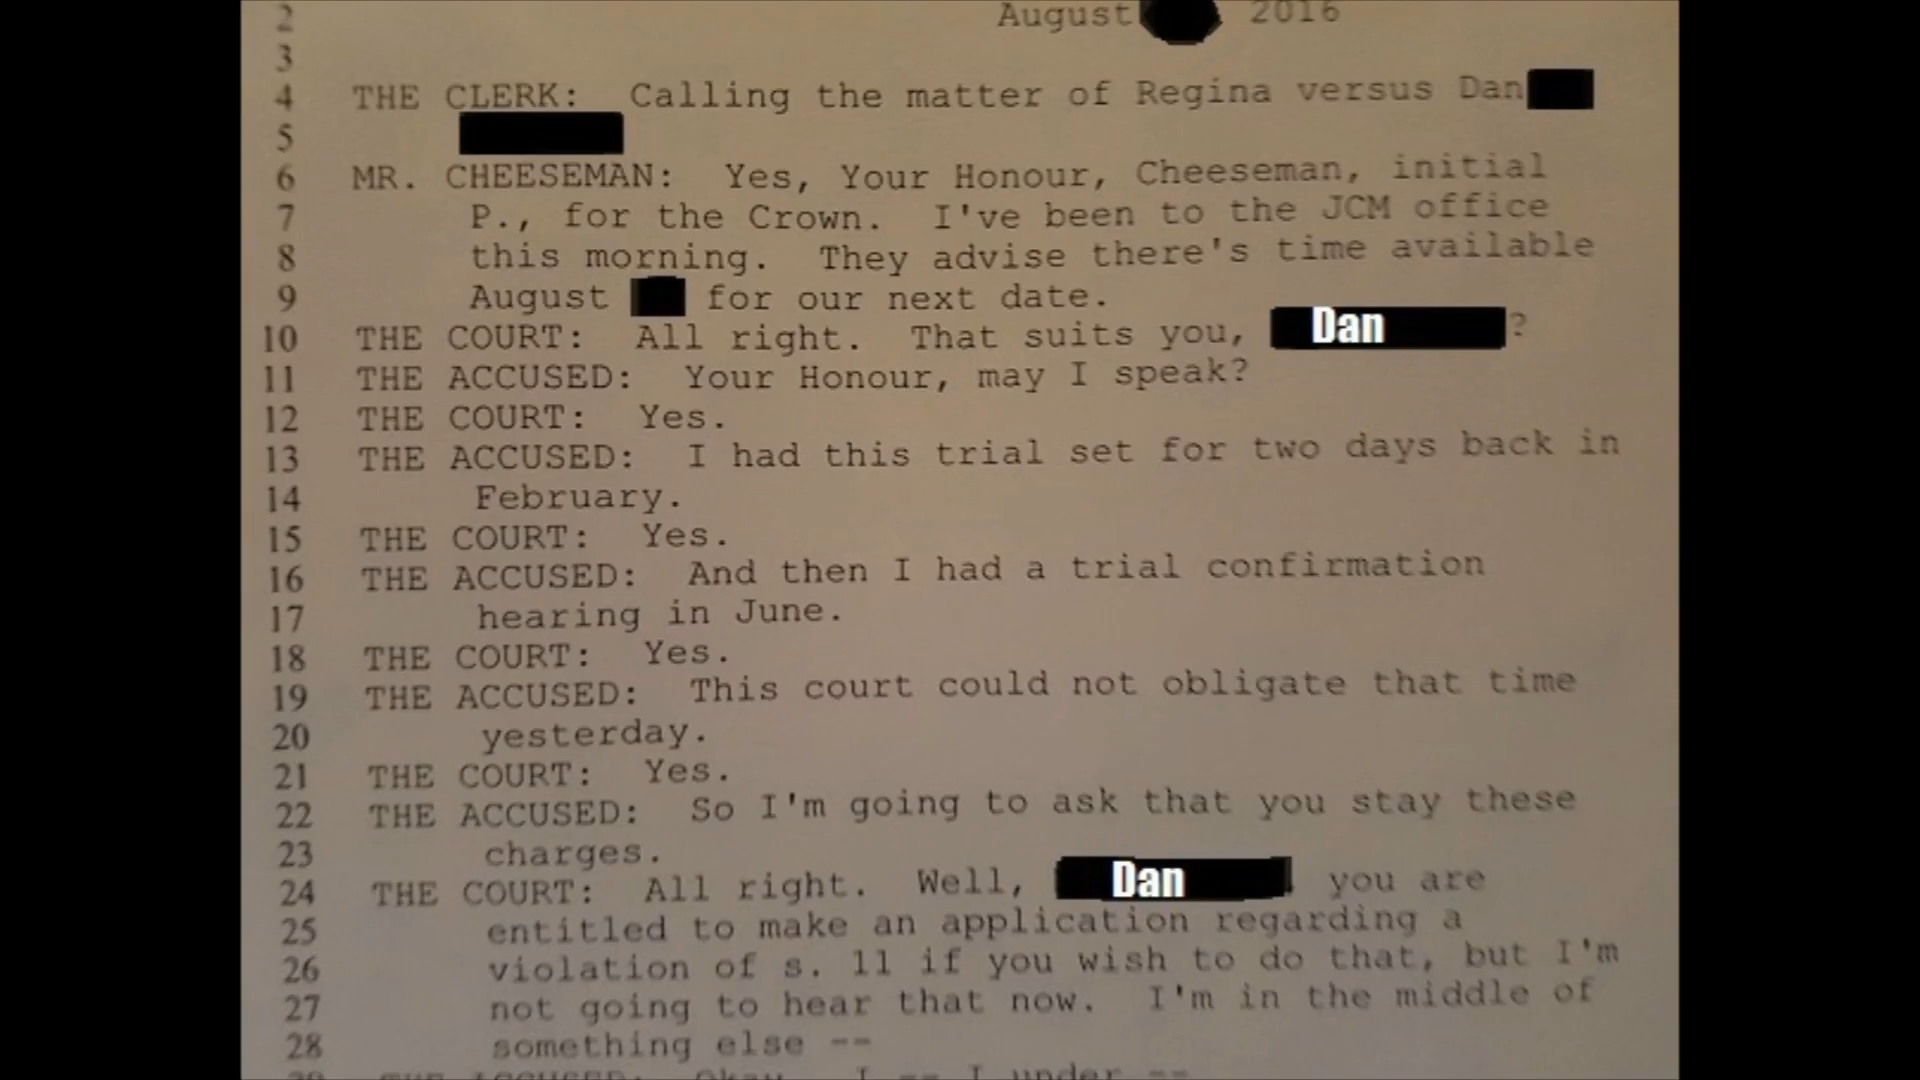 2 August 2016
3
4 THE CLERK: Calling the matter of Regina versus Dan
5
6 MR. CHEESEMAN: Yes, Your Honour, Cheeseman, initial
7 P., for the Crown. I've been to the JCM office
8 this morning. They advise there's time available
9 August for our next date.
10 THE COURT: All right. That suits you, Dan ?
11 THE ACCUSED: Your Honour, may I speak?
12 THE COURT: Yes.
13 THE ACCUSED: I had this trial set for two days back in
14 February.
15 THE COURT: Yes.
16 THE ACCUSED: And then I had a trial confirmation
17 hearing in June.
18 THE COURT: Yes.
19 THE ACCUSED: This court could not obligate that time
20 yesterday.
21 THE COURT: Yes.
22 THE ACCUSED: So I'm going to ask that you stay these
23 charges.
24 THE COURT: All right. Well, Dan you are
25 entitled to make an application regarding a
26 violation of s. 11 if you wish to do that, but I'm
27 not going to hear that now. I'm in the middle of
28 something else --
29 THE ACCUSED: Okay. I -- I under --